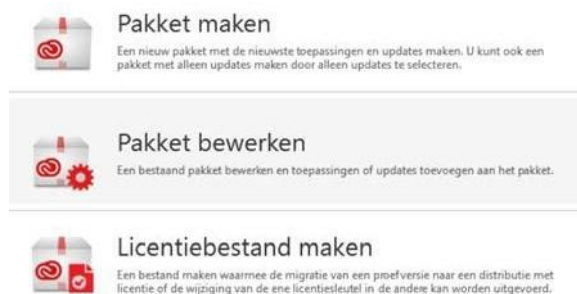 Pakket maken
Een nieuw pakket met de nieuwste toepassingen en updates maken. U kunt ook een
pakket met alleen updates maken door alleen updates te selecteren.
Pakket bewerken
Een bestaand pakket bewerken en toepassingen of updates toevoegen aan het pakket.
Licentiebestand maken
Een bestand maken waarmee de migratie van een proefversie naar een distributie met
licentie of de wijziging van de ene licentiesleutel in de andere kan worden uitgevoerd.